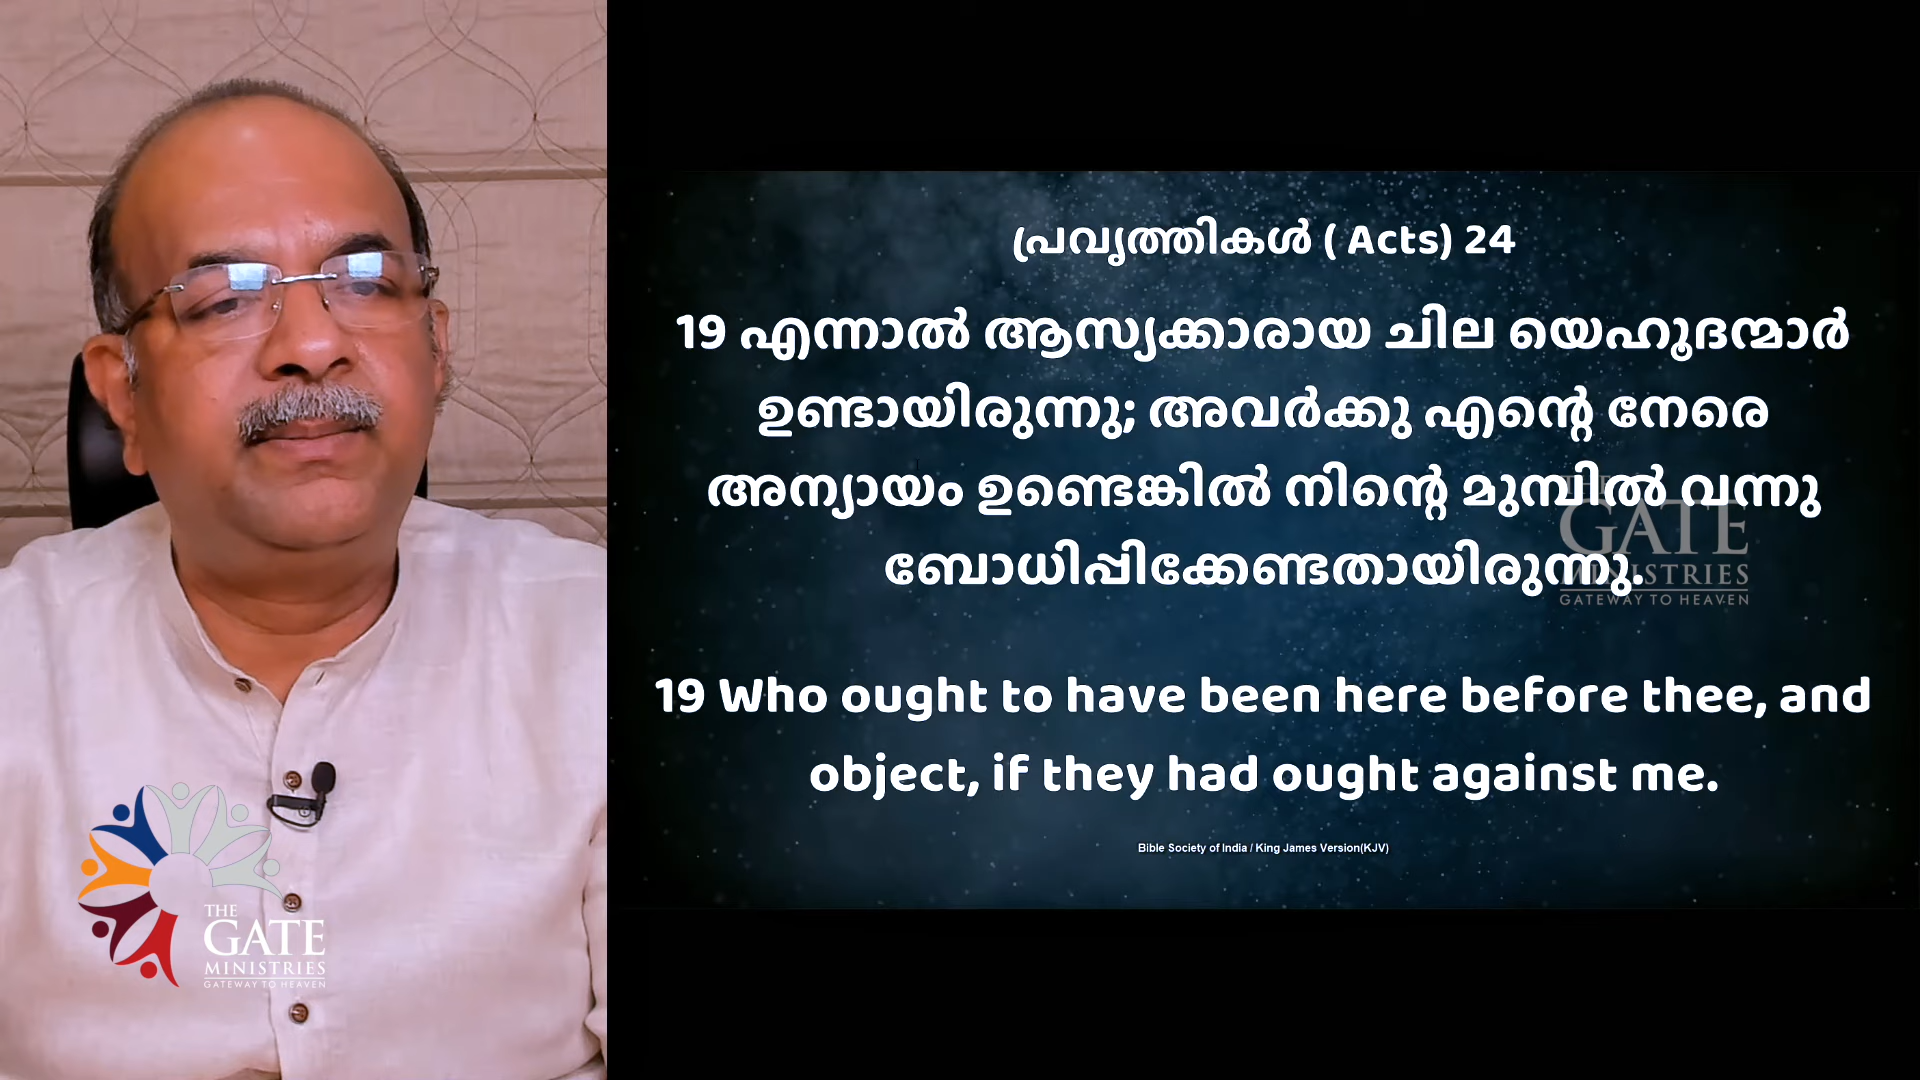 പ്രവൃത്തികൾ ( Acts) 24
19 എന്നാൽ ആസ്യക്കാരായ ചില യെഹൂദന്മാർ
ഉണ്ടായിരുന്നു; അവർക്കു എന്റെ നേരെ
അന്യായം ഉണ്ടെങ്കിൽ നിന്റെ മുമ്പിൽ വന്നു
ബോധിപ്പിക്കേണ്ടതായിരുന്നു.
19 Who ought to have been here before thee, and
object, if they had ought against me.
Bible Society of India / King James Version(KJV)
THE
GATE
MINISTRIES
GATEWAY TO HEAVEN
THE
GATE
MINISTRIES
GATEWAY TO HEAVEN